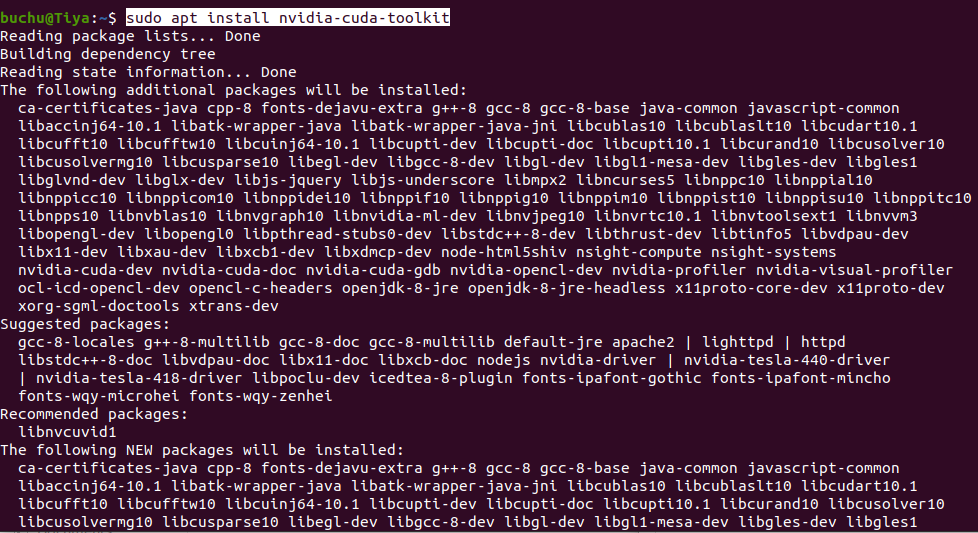 buchu@Tiya:~$ sudo apt install nvidia-cuda-toolkit
Reading package lists... Done
Building dependency tree
Reading state information... Done
The following additional packages will be installed:
ca-certificates-java cpp-8 fonts-dejavu-extra g++-8 gcc-8 gcc-8-base java-common javascript-common
libaccinj64-10.1 libatk-wrapper-java libatk-wrapper-java-jni libcublas10 libcublaslt10 libcudart10.1
libcufft10 libcufftw10 libcuinj64-10.1 libcupti-dev libcupti-doc libcupti10.1 libcurand10 libcusolver10
libcusolvermg10 libcusparse10 libegl-dev libgcc-8-dev libgl-dev libgl1-mesa-dev libgles-dev libgles1
libglvnd-dev libglx-dev libjs-jquery libjs-underscore libmpx2 libncurses5 libnppc10 libnppial10
libnppicc10 libnppicom10 libnppidei10 libnppif10 libnppig10 libnppim10 libnppist10 libnppisu10 libnppitc10
libnpps10 libnvblas10 libnvgraph10 libnvidia-ml-dev libnvjpeg10 libnvrtc10.1 libnvtoolsext1 libnvvm3
libopengl-dev libopengl0 libpthread-stubs0-dev libstdc++-8-dev libthrust-dev libtinfo5 libvdpau-dev
libx11-dev libxau-dev libxcb1-dev libxdmcp-dev node-html5shiv nsight-compute nsight-systems
nvidia-cuda-dev nvidia-cuda-doc nvidia-cuda-gdb nvidia-opencl-dev nvidia-profiler nvidia-visual-profiler
ocl-icd-opencl-dev opencl-c-headers openjdk-8-jre openjdk-8-jre-headless x11proto-core-dev x11proto-dev
xorg-sgml-doctools xtrans-dev
Suggested packages:
gcc-8-locales g++-8-multilib gcc-8-doc gcc-8-multilib default-jre apache2 | lighttpd | httpd
libstdc++-8-doc libvdpau-doc libx11-doc libxcb-doc nodejs nvidia-driver | nvidia-tesla-440-driver
| nvidia-tesla-418-driver libpoclu-dev icedtea-8-plugin fonts-ipafont-gothic fonts-ipafont-mincho
fonts-wqy-microhei fonts-wqy-zenhei
Recommended packages:
libnvcuvid1
The following NEW packages will be installed:
ca-certificates-java cpp-8 fonts-dejavu-extra g++-8 gcc-8 gcc-8-base java-common javascript-common
libaccinj64-10.1 libatk-wrapper-java libatk-wrapper-java-jni libcublas10 libcublaslt10 libcudart10.1
libcufft10 libcufftw10 libcuinj64-10.1 libcupti-dev libcupti-doc libcupti10.1 libcurand10 libcusolver10
libcusolvermg10 libcusparse10 libegl-dev libgcc-8-dev libgl-dev libgl1-mesa-dev libgles-dev libgles1